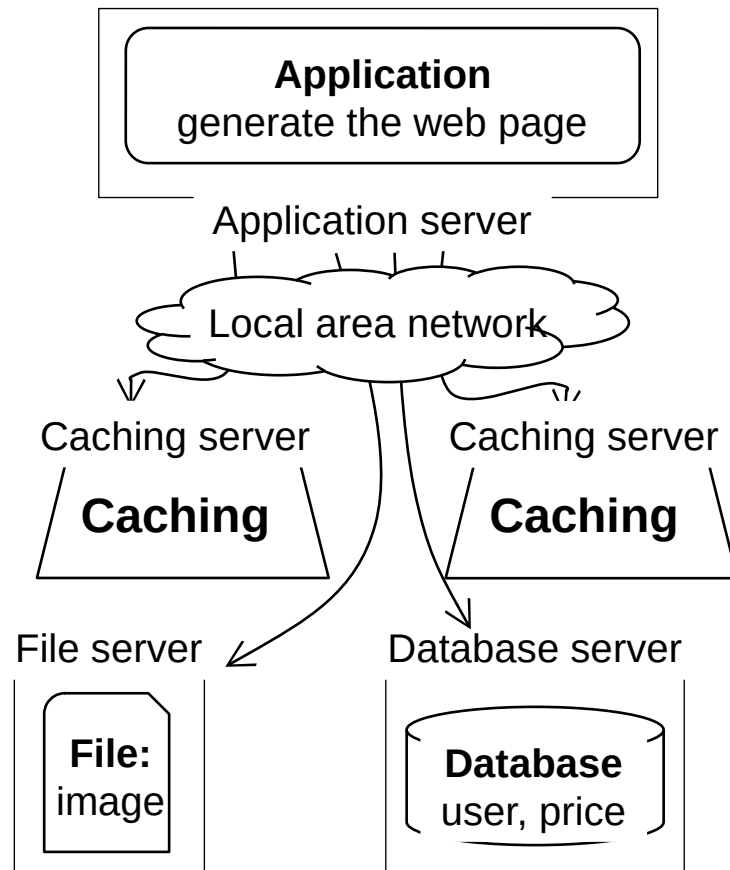 Application
generate the web page
Application server
Local area network
Caching server
Caching
Caching server
Caching
File server
File:
image
Database server
Database
user, price